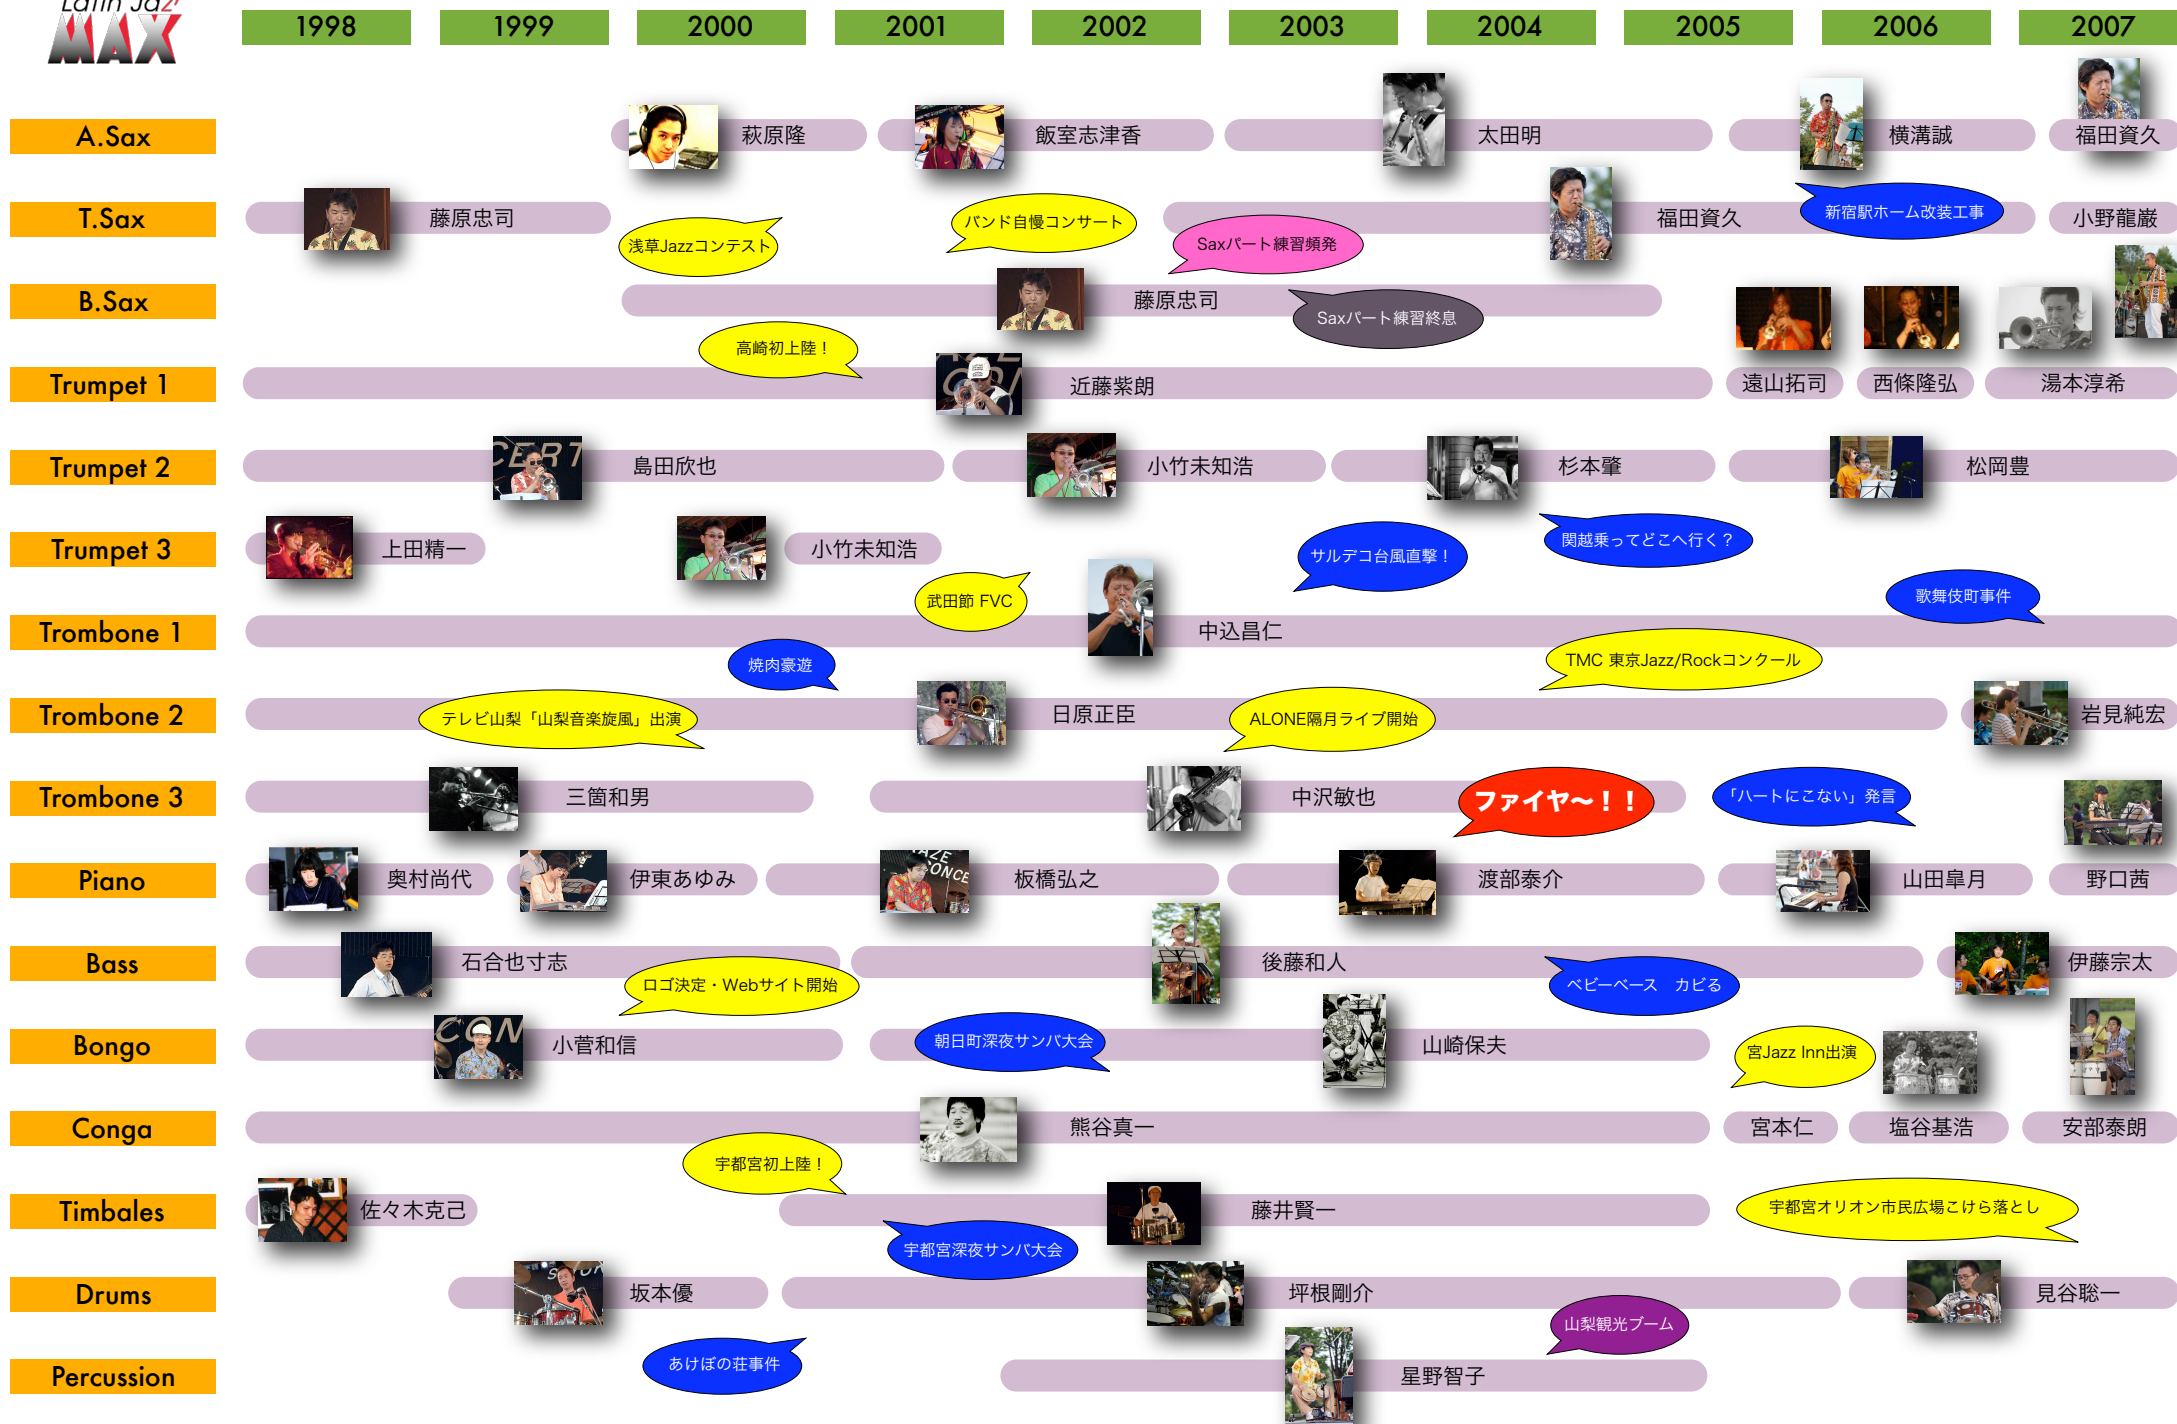 Latin Jazz
MAX
1998
1999
2000
2001
2002
2003
2004
2005
2006
2007
A.Sax
萩原隆
飯室志津香
太田明
横溝誠
福田資久
T.Sax
藤原忠司
浅草Jazzコンテスト
バンド自慢コンサート
Saxパート練習頻発
福田資久
新宿駅ホーム改装工事
小野龍巌
B.Sax
藤原忠司
Saxパート練習終息
高崎初上陸！
Trumpet 1
近藤紫朗
遠山拓司
西條隆弘
湯本淳希
Trumpet 2
島田欣也
小竹未知浩
杉本肇
松岡豊
Trumpet 3
上田精一
小竹未知浩
サルデコ台風直撃！
関越乗ってどこへ行く？
武田節 FVC
歌舞伎町事件
Trombone 1
中込昌仁
焼肉豪遊
TMC 東京Jazz/Rockコンクール
Trombone 2
テレビ山梨「山梨音楽旋風」出演
日原正臣
ALONE隔月ライブ開始
岩見純宏
Trombone 3
三箇和男
中沢敏也
ファイヤ〜！！
「ハートにこない」発言
Piano
奥村尚代
伊東あゆみ
板橋弘之
渡部泰介
山田皐月
野口茜
Bass
石合也寸志
ロゴ決定・Webサイト開始
後藤和人
ベビーベース　カビる
伊藤宗太
Bongo
小菅和信
朝日町深夜サンバ大会
山崎保夫
宮Jazz Inn出演
Conga
熊谷真一
宮本仁
塩谷基浩
安部泰朗
宇都宮初上陸！
Timbales
佐々木克己
藤井賢一
宇都宮オリオン市民広場こけら落とし
宇都宮深夜サンバ大会
Drums
坂本優
坪根剛介
見谷聡一
山梨観光ブーム
あけぼの荘事件
Percussion
星野智子